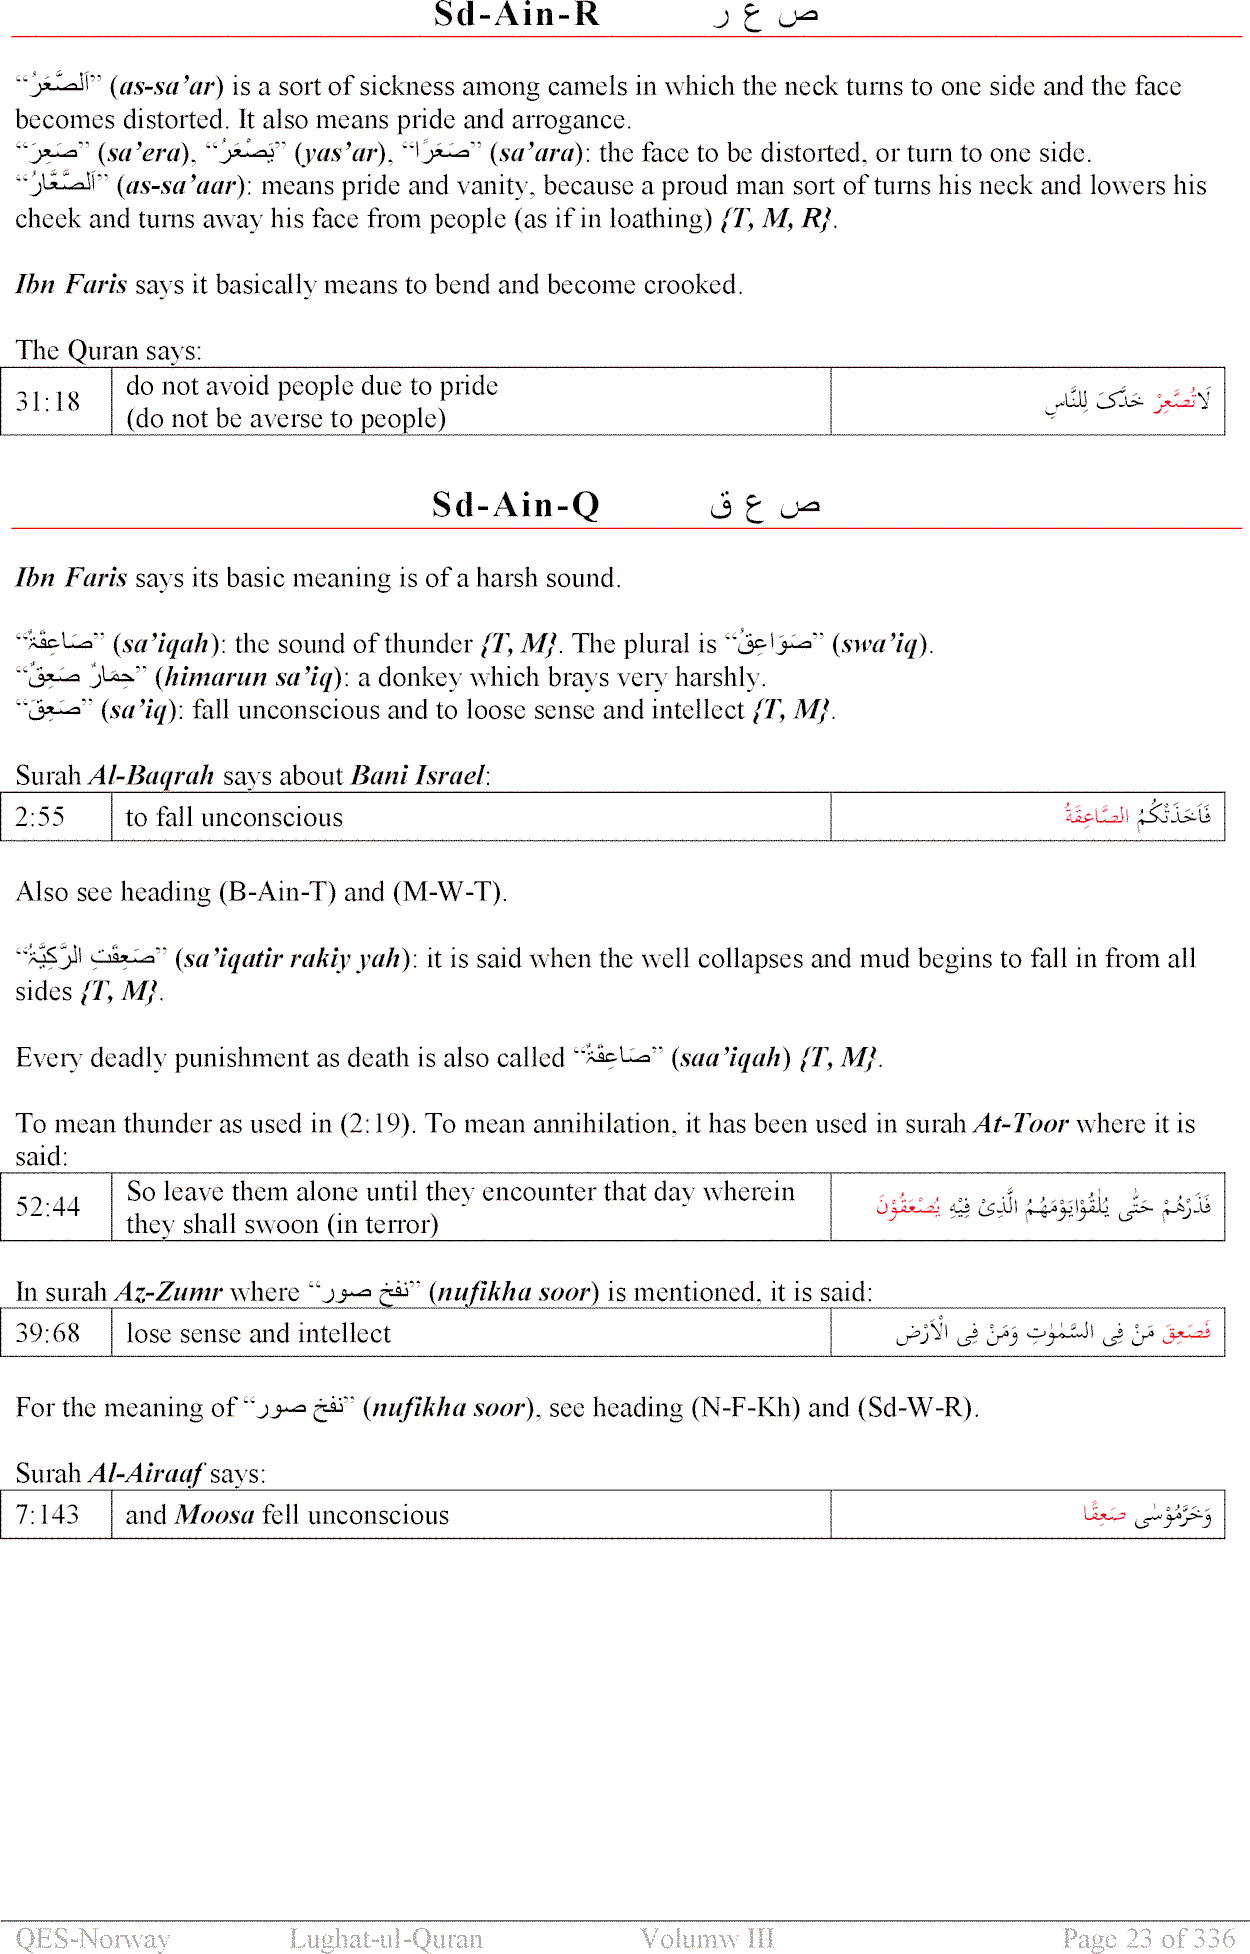 Sd-Ain-R ص ع ر
“اَلصَّعَرُ” (as-sa’ar) is a sort of sickness among camels in which the neck turns to one side and the face
becomes distorted. It also means pride and arrogance.
“صَعِرَ” (sa’era), “يَصْعَرُ” (yas’ar), “صَعَرًا” (sa’ara): the face to be distorted, or turn to one side.
“اَلصَّعَّارُ” (as-sa’aar): means pride and vanity, because a proud man sort of turns his neck and lowers his
cheek and turns away his face from people (as if in loathing) {T, M, R}.
Ibn Faris says it basically means to bend and become crooked.
The Quran says:
31:18 do not avoid people due to pride لَاتُصَّعِرْ خَدَّکَ لِلنَّاسِ
(do not be averse to people)
Sd-Ain-Q ص ع ق
Ibn Faris says its basic meaning is of a harsh sound.
“صَاعِقَۃٌ” (sa’iqah): the sound of thunder {T, M}. The plural is “صَوَاعِقُ” (swa’iq).
“حِمَارٌ صَعِقٌ” (himarun sa’iq): a donkey which brays very harshly.
“صَعِقَ” (sa’iq): fall unconscious and to loose sense and intellect {T, M}.
Surah Al-Baqrah says about Bani Israel:
2:55 to fall unconscious فَاَخَذَتْکُمُ الصَّاعِقَۃُ
Also see heading (B-Ain-T) and (M-W-T).
“صَعِقَتِ الرَّکِيَّۃُ” (sa’iqatir rakiy yah): it is said when the well collapses and mud begins to fall in from all
sides {T, M}.
Every deadly punishment as death is also called “صَاعِقَۃٌ” (saa’iqah) {T, M}.
To mean thunder as used in (2:19). To mean annihilation, it has been used in surah At-Toor where it is
said:
52:44 So leave them alone until they encounter that day wherein فَذَرْهُمْ حَتّٰی يُلٰقُوْايَوْمَهُمُ الَّذِیْ فِيْهِ يُصْعَقُوْنَ
they shall swoon (in terror)
In surah Az-Zumr where “نفخ صور” (nufikha soor) is mentioned, it is said:
39:68 lose sense and intellect فَصَعِقَ مَنْ فِی السَّمٰوٰتِ وَمَنْ فِی الْاَرْض
For the meaning of “نفخ صور” (nufikha soor), see heading (N-F-Kh) and (Sd-W-R).
Surah Al-Airaaf says:
7:143 and Moosa fell unconscious وَخَرَّمُوْسٰی صَعِقًا
QES-Norway Lughat-ul-Quran Volumw III Page 23 of 336